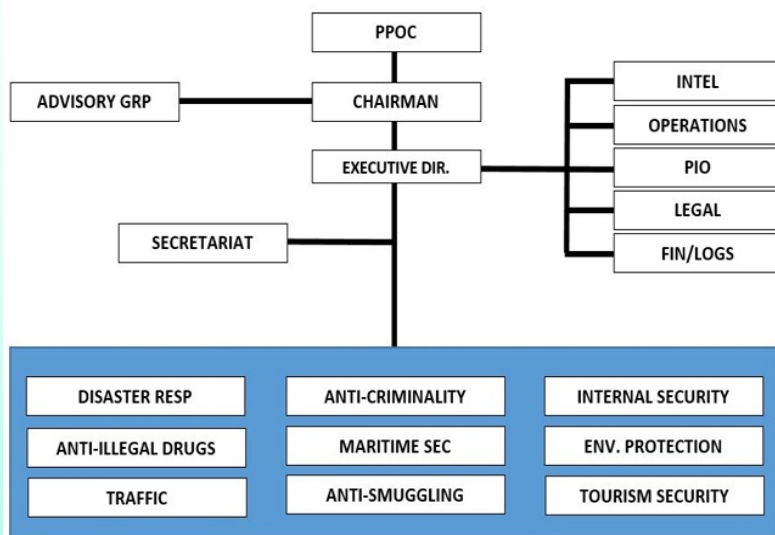 PPOC
ADVISORY GRP
CHAIRMAN
EXECUTIVE DIR.
INTEL
OPERATIONS
PIO
LEGAL
FIN/LOGS
SECRETARIAT
DISASTER RESP
ANTI-CRIMINALITY
INTERNAL SECURITY
ANTI-ILLEGAL DRUGS
MARITIME SEC
ENV. PROTECTION
TRAFFIC
ANTI-SMUGGLING
TOURISM SECURITY